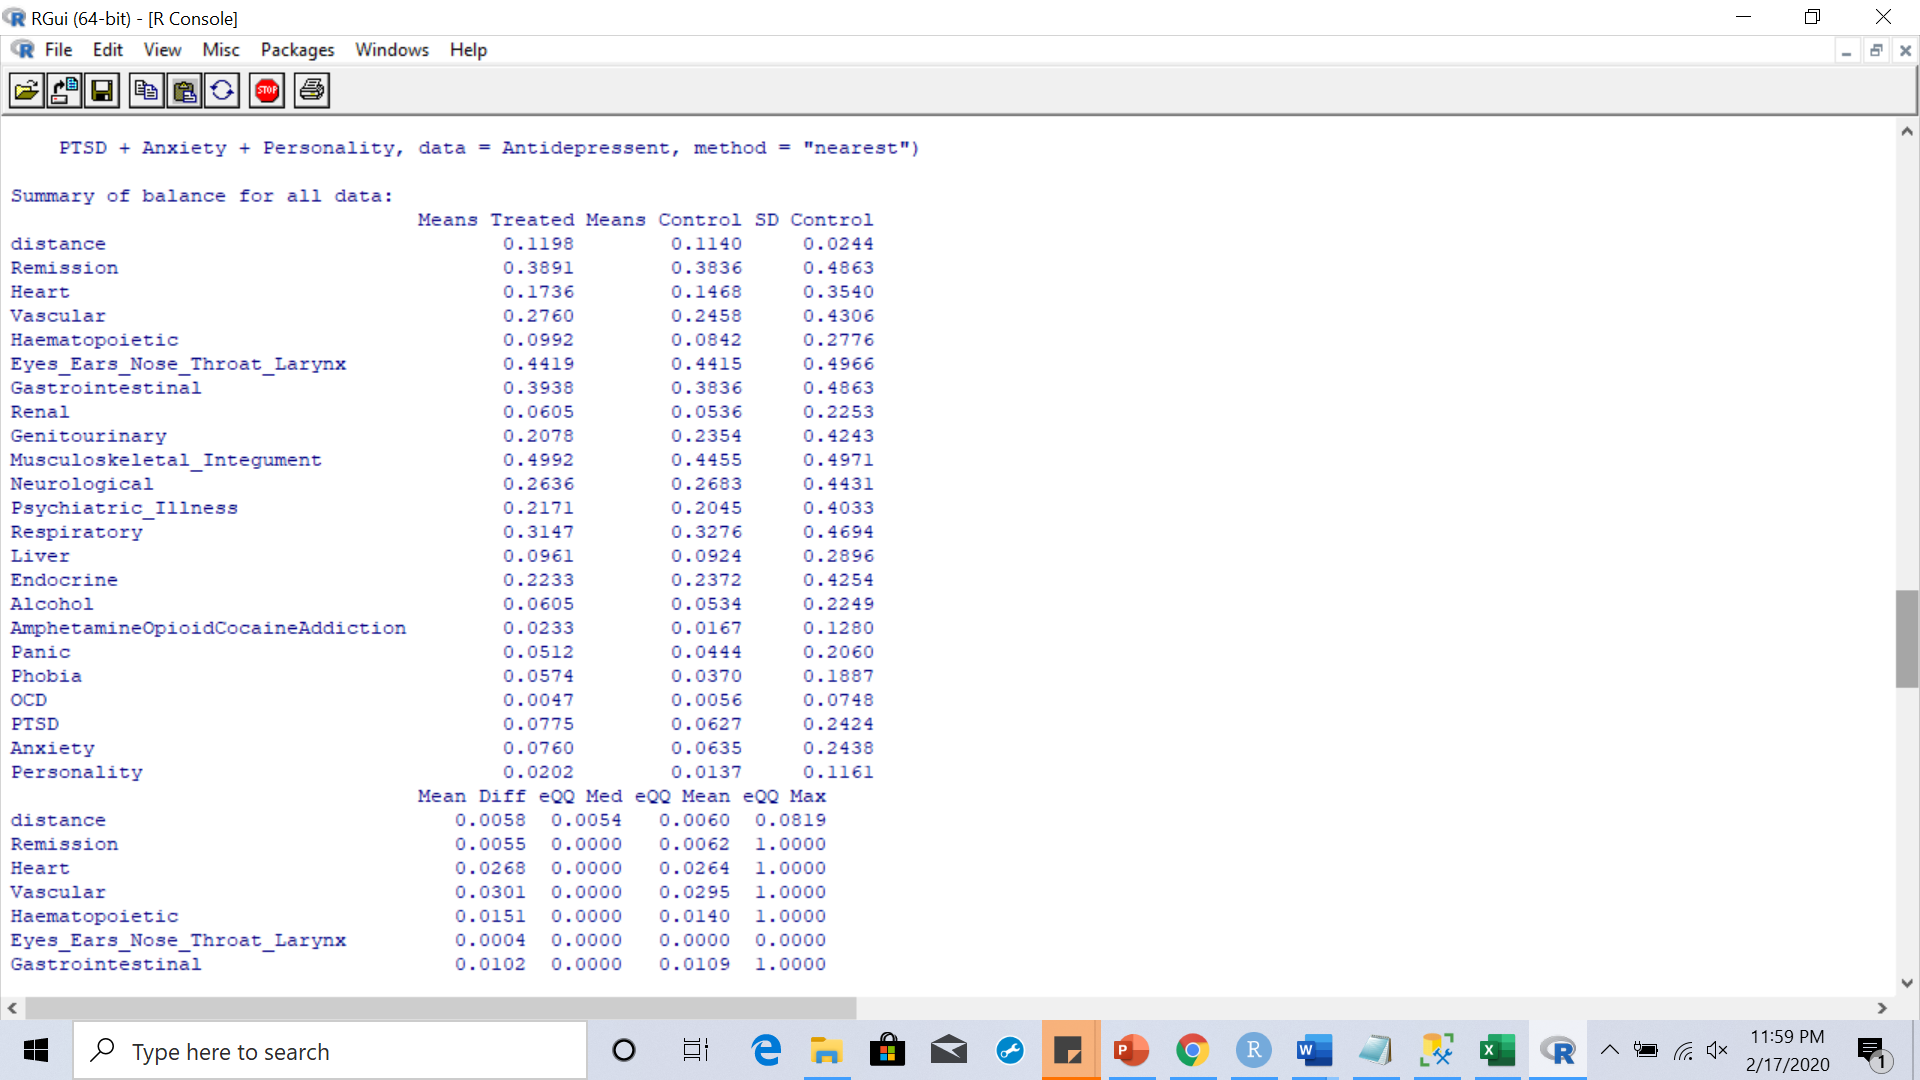 RGui (64-bit) - [R Console]
File Edit View Misc Packages Windows Help
STOP
PTSD + Anxiety + Personality, data = Antidepressent, method = "nearest")
Summary of balance for all data:
Means Treated Means Control SD Control
distance 0.1198 0.1140 0.0244
Remission 0.3891 0.3836 0.4863
Heart 0.1736 0.1468 0.3540
Vascular 0.2760 0.2458 0.4306
Haematopoietic 0.0992 0.0842 0.2776
Eyes_Ears_Nose_Throat_Larynx 0.4419 0.4415 0.4966
Gastrointestinal 0.3938 0.3836 0.4863
Renal 0.0605 0.0536 0.2253
Genitourinary 0.2078 0.2354 0.4243
Musculoskeletal_Integument 0.4992 0.4455 0.4971
Neurological 0.2636 0.2683 0.4431
Psychiatric_Illness 0.2171 0.2045 0.4033
Respiratory 0.3147 0.3276 0.4694
Liver 0.0961 0.0924 0.2896
Endocrine 0.2233 0.2372 0.4254
Alcohol 0.0605 0.0534 0.2249
AmphetamineOpioidCocaineAddiction 0.0233 0.0167 0.1280
Panic 0.0512 0.0444 0.2060
Phobia 0.0574 0.0370 0.1887
OCD 0.0047 0.0056 0.0748
PTSD 0.0775 0.0627 0.2424
Anxiety 0.0760 0.0635 0.2438
Personality 0.0202 0.0137 0.1161
Mean Diff eQQ Med eQQ Mean eQQ Max
distance 0.0058 0.0054 0.0060 0.0819
Remission 0.0055 0.0000 0.0062 1.0000
Heart 0.0268 0.0000 0.0264 1.0000
Vascular 0.0301 0.0000 0.0295 1.0000
Haematopoietic 0.0151 0.0000 0.0140 1.0000
Eyes_Ears_Nose_Throat_Larynx 0.0004 0.0000 0.0000 0.0000
Gastrointestinal 0.0102 0.0000 0.0109 1.0000
Type here to search
11:59 PM
2/17/2020
1